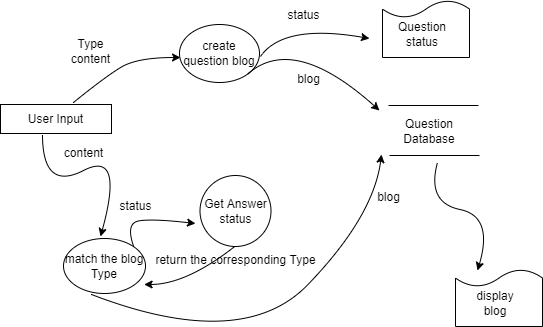 status
Question
status
Type
content
create
question blog
blog
User Input
Question
Database
content
status
Get Answer
status
blog
match the blog
Type
return the corresponding Type
display
blog